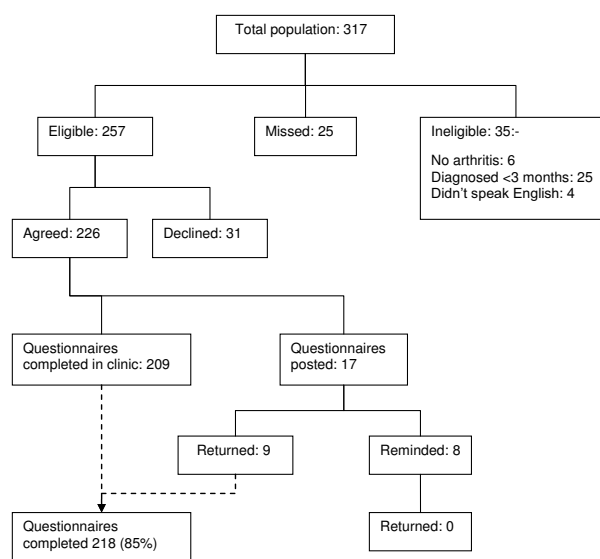 Total population: 317
Eligible: 257
Missed: 25
Ineligible: 35:-
No arthritis: 6
Diagnosed <3 months: 25
Didn't speak English: 4
Agreed: 226
Declined: 31
Questionnaires
completed in clinic: 209
Questionnaires
posted: 17
Returned: 9
Reminded: 8
Questionnaires
completed 218 (85%)
Returned: 0